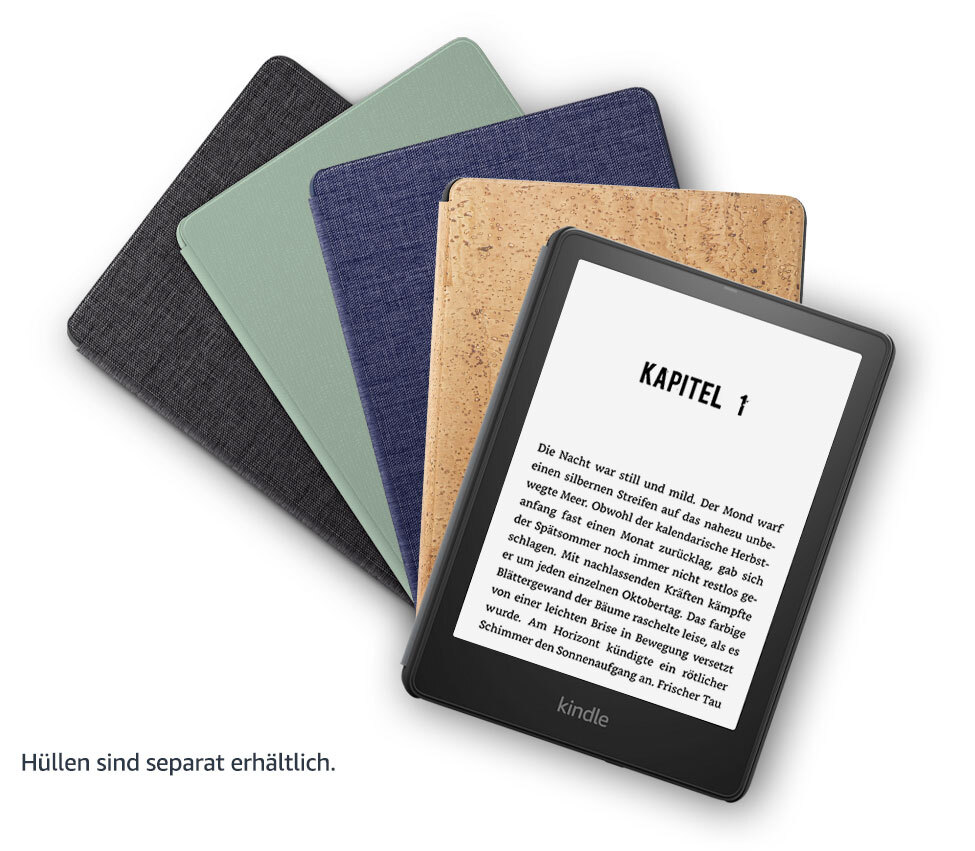 KAPITEL 1
Die Nacht war still und mild. Der Mond warf
einen silbernen Streifen auf das nahezu unbe-
wegte Meer. Obwohl der kalendarische Herbst-
anfang fast einen Monat zurücklag, gab sich
der Spätsommer noch immer nicht restlos ge-
schlagen. Mit nachlassenden Kräften kämpfte
er um jeden einzelnen Oktobertag. Das farbige
Blättergewand der Bäume raschelte leise, als es
von einer leichten Brise in Bewegung versetzt
wurde. Am Horizont kündigte ein rötlicher
Schimmer den Sonnenaufgang an. Frischer Tau
kindle
Hüllen sind separat erhältlich.